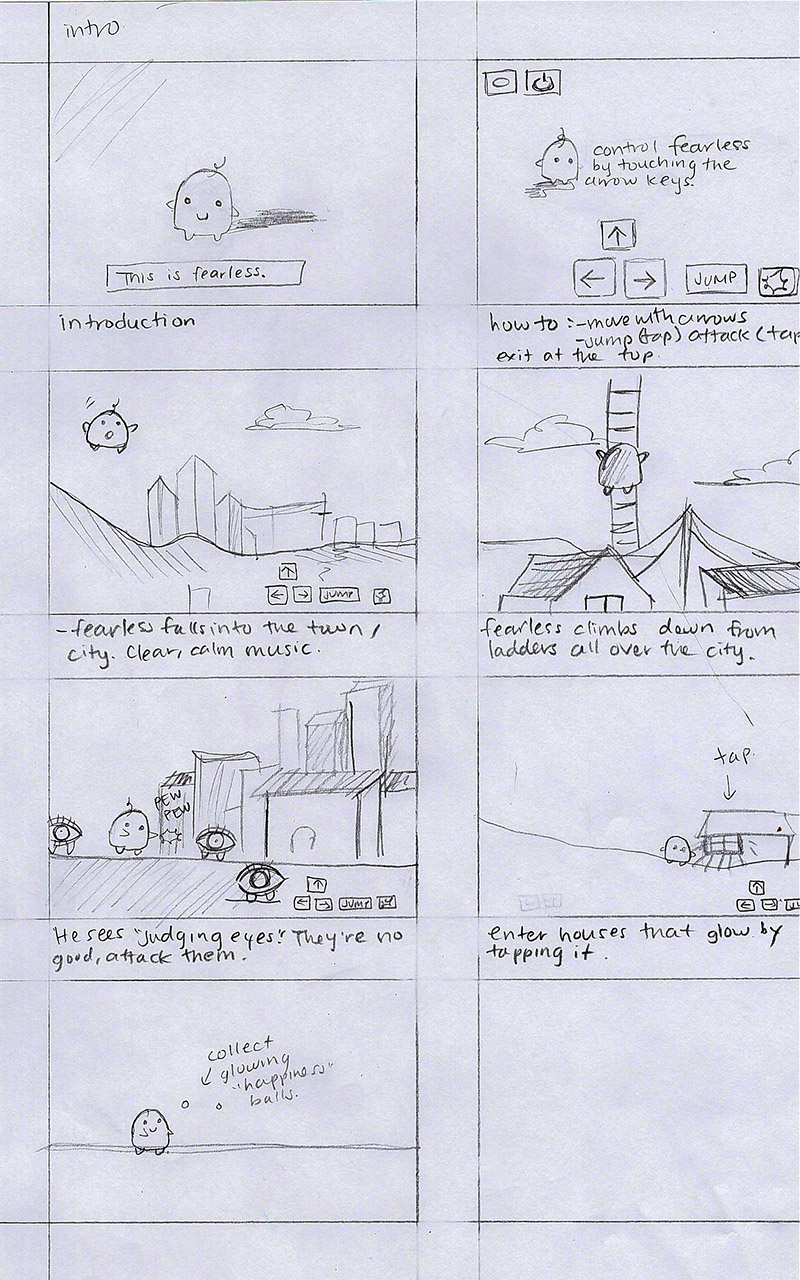 intro
This is fearless.
introduction
control fearless
by touching the
arrow keys.
JUMP
how to : - move with arrows
- jump (tap) attack (tap
exit at the top.
JUMP
- fearless falls into the town /
city. Clear, calm music.
fearless climbs down from
ladders all over the city.
PEW
PEW
JUMP
He sees "judging eyes". They're no
good, attack them.
tap.
enter houses that glow by
tapping it.
collect
glowing
"happiness"
balls.